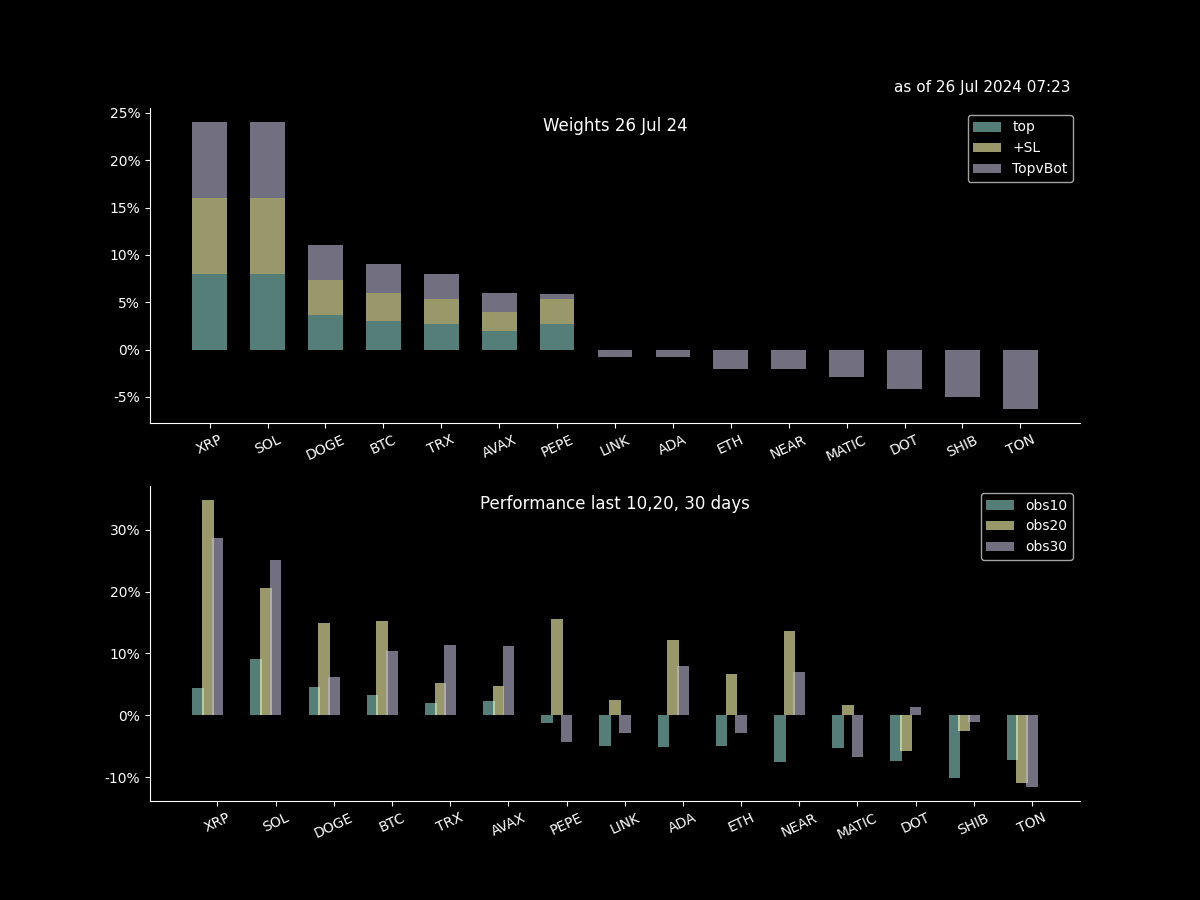 as of 26 Jul 2024 07:23
Weights 26 Jul 24
top
+SL
TopvBot
25%
20%
15%
10%
5%
0%
-5%
XRP SOL DOGE BTC TRX AVAX PEPE LINK ADA ETH NEAR MATIC DOT SHIB TON
Performance last 10,20, 30 days
obs10
obs20
obs30
30%
20%
10%
0%
-10%
XRP SOL DOGE BTC TRX AVAX PEPE LINK ADA ETH NEAR MATIC DOT SHIB TON